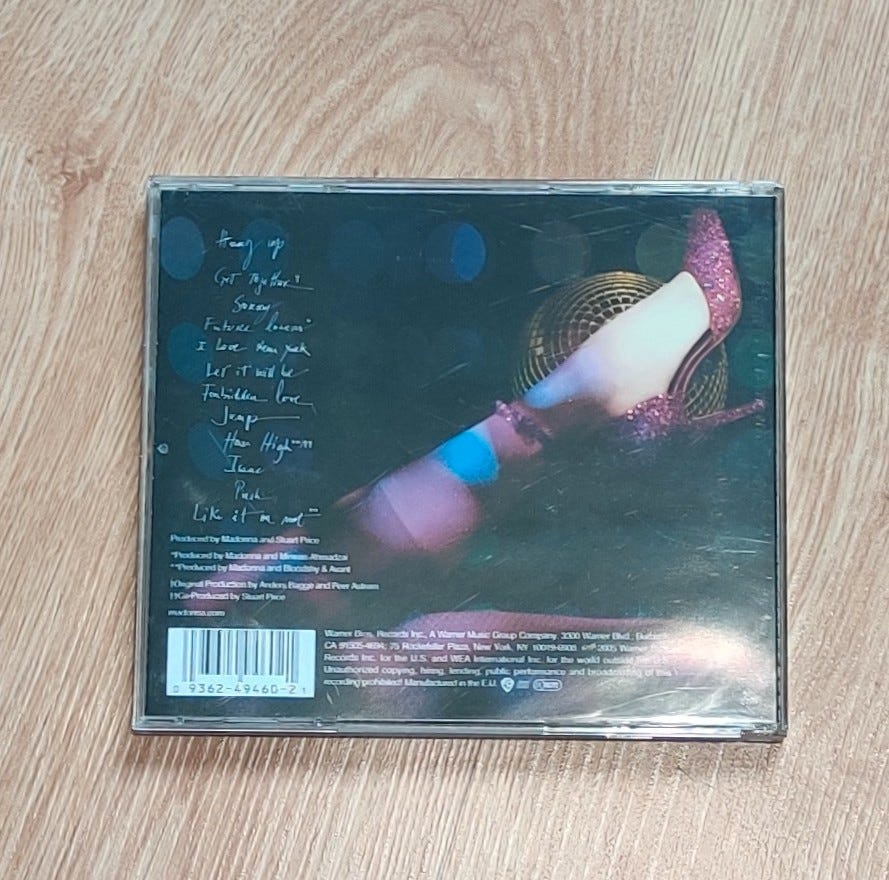 Hung up
Get Together*†
Sorry
Future lovers*
I Love New York
Let it will be
Forbidden love
Jump
How High**††
Isaac
Push
Like it or not**
Produced by Madonna and Stuart Price
*Produced by Madonna and Mirwais Ahmadzai
**Produced by Madonna and Bloodshy & Avant
†Original Production by Anders Bagge and Peer Astrom
††Co-Produced by Stuart Price
madonna.com
Warner Bros. Records Inc., A Warner Music Group Company, 3300 Warner Blvd., Burbank,
CA 91505-4694; 75 Rockefeller Plaza, New York, NY 10019-6908. 2005 Warner Bros.
Records Inc. for the U.S. and WEA International Inc. for the world outside the U.S.
Unauthorized copying, hiring, lending, public performance and broadcasting of this
recording prohibited! Manufactured in the E.U.
0 9362-49460-2 1